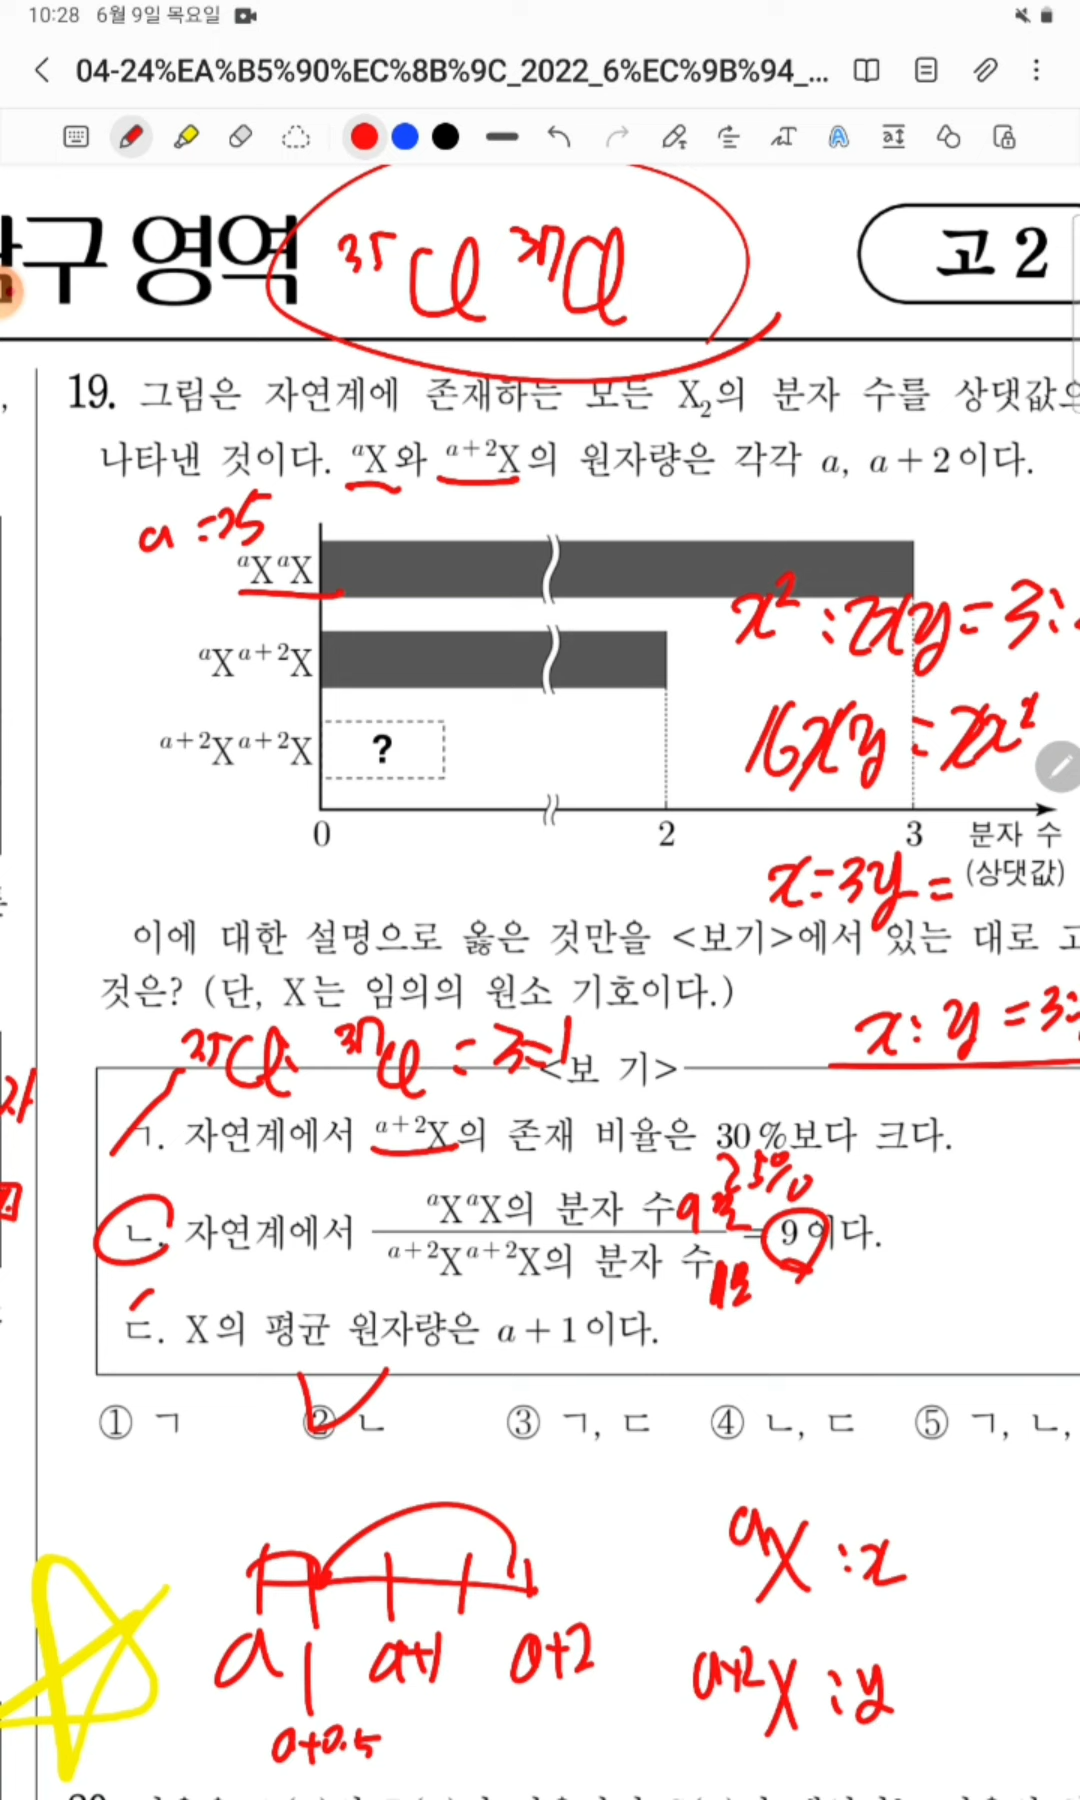 10:28 6월 9일 목요일
04-24%EA%B5%90%EC%8B%9C_2022_6%EC%9B%94_...
구 영역
³⁵Cl ³⁷Cl
고 2
19. 그림은 자연계에 존재하는 모든 X₂의 분자 수를 상댓값으
나타낸 것이다. ᵃX와 ᵃ⁺²X의 원자량은 각각 a, a+2이다.
a = 35
ᵃXᵃX
x² : 2xy = 3 :
ᵃXᵃ⁺²X
ᵃ⁺²Xᵃ⁺²X
?
6xy = 2x²
0 2 3 분자 수
(상댓값)
x = 3y =
이에 대한 설명으로 옳은 것만을 <보기>에서 있는 대로 고
것은? (단, X는 임의의 원소 기호이다.)
x : y = 3 :
³⁵Cl : ³⁷Cl = 3 : 1
<보 기>
ㄱ. 자연계에서 ᵃ⁺²X의 존재 비율은 30%보다 크다.
25%
ㄴ. 자연계에서 ᵃXᵃX의 분자 수 / ᵃ⁺²Xᵃ⁺²X의 분자 수 = 9이다.
ㄷ. X의 평균 원자량은 a+1이다.
① ㄱ ② ㄴ ③ ㄱ, ㄷ ④ ㄴ, ㄷ ⑤ ㄱ, ㄴ,
ᵃX : x
a a+1 a+2
ᵃ⁺²X : y
a+0.5